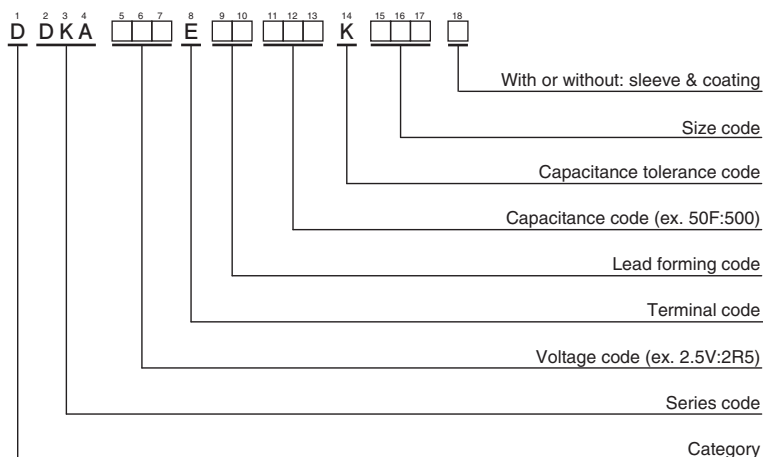 1 2 3 4 5 6 7 8 9 10 11 12 13 14 15 16 17 18
D DKA E K
With or without: sleeve & coating
Size code
Capacitance tolerance code
Capacitance code (ex. 50F:500)
Lead forming code
Terminal code
Voltage code (ex. 2.5V:2R5)
Series code
Category